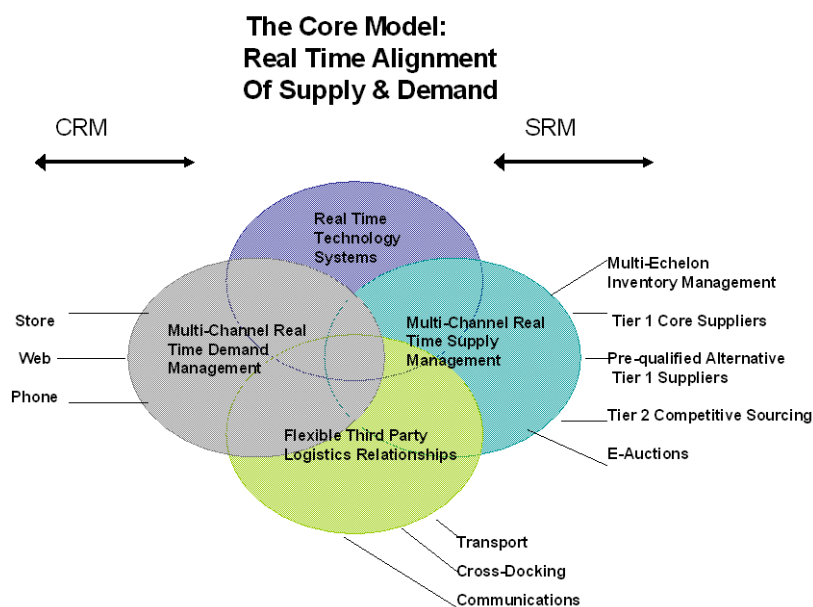 The Core Model:
Real Time Alignment
Of Supply & Demand
CRM
SRM
Real Time
Technology
Systems
Multi-Channel Real
Time Demand
Management
Multi-Channel Real
Time Supply
Management
Flexible Third Party
Logistics Relationships
Store
Web
Phone
Multi-Echelon
Inventory Management
Tier 1 Core Suppliers
Pre-qualified Alternative
Tier 1 Suppliers
Tier 2 Competitive Sourcing
E-Auctions
Transport
Cross-Docking
Communications